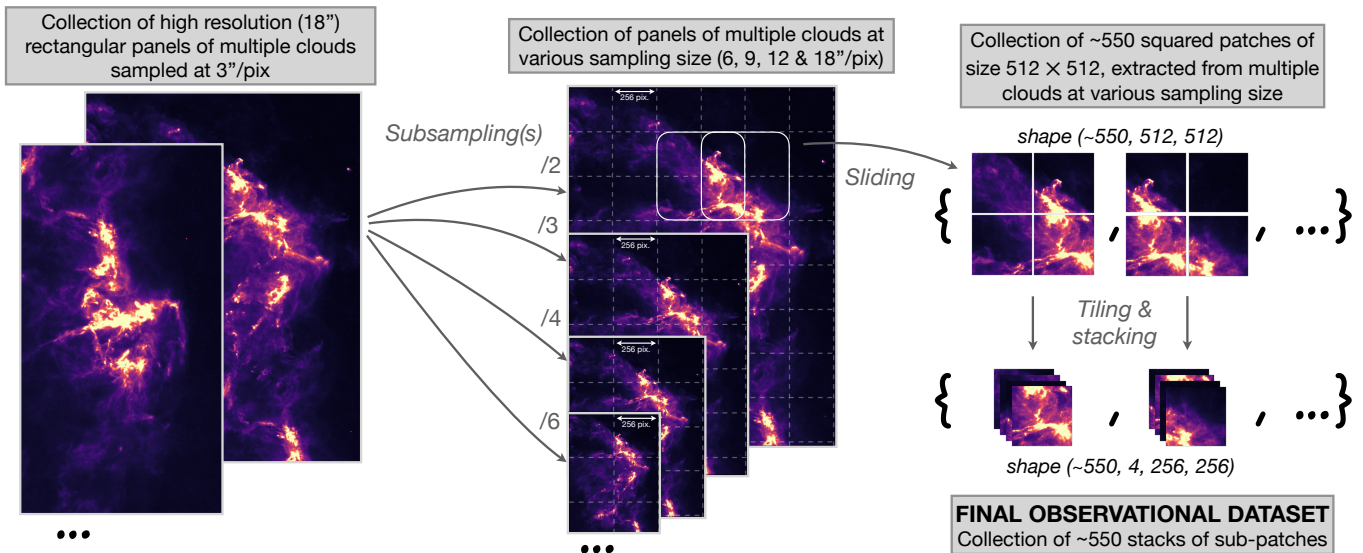 Collection of high resolution (18”)
rectangular panels of multiple clouds
sampled at 3”/pix
Collection of panels of multiple clouds at
various sampling size (6, 9, 12 & 18”/pix)
Collection of ~550 squared patches of
size 512 × 512, extracted from multiple
clouds at various sampling size
Subsampling(s)
/2
/3
/4
/6
256 pix.
256 pix.
256 pix.
256 pix.
Sliding
shape (~550, 512, 512)
{ , , ... }
Tiling &
stacking
{ , , ... }
shape (~550, 4, 256, 256)
FINAL OBSERVATIONAL DATASET
Collection of ~550 stacks of sub-patches
...
...